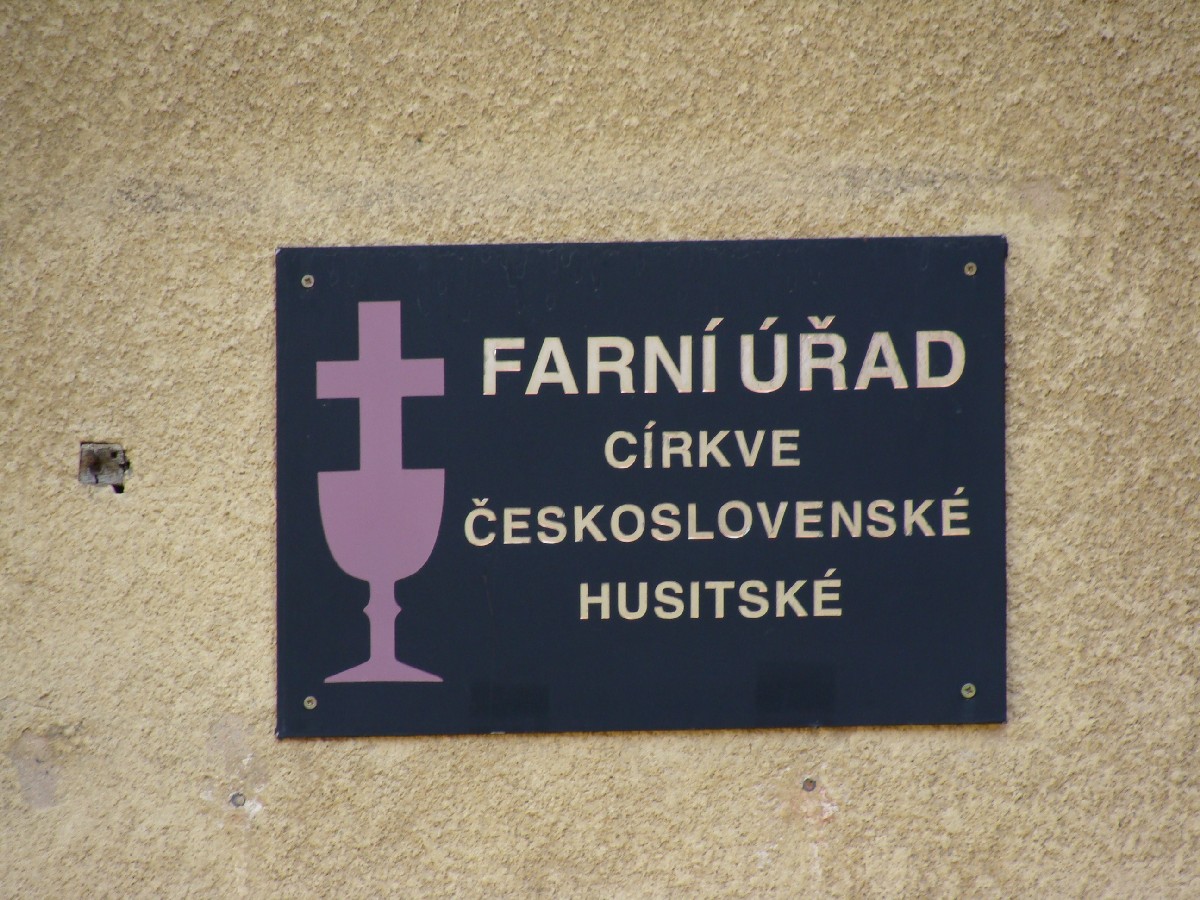 FARNÍ ÚŘAD
CÍRKVE
ČESKOSLOVENSKÉ
HUSITSKÉ